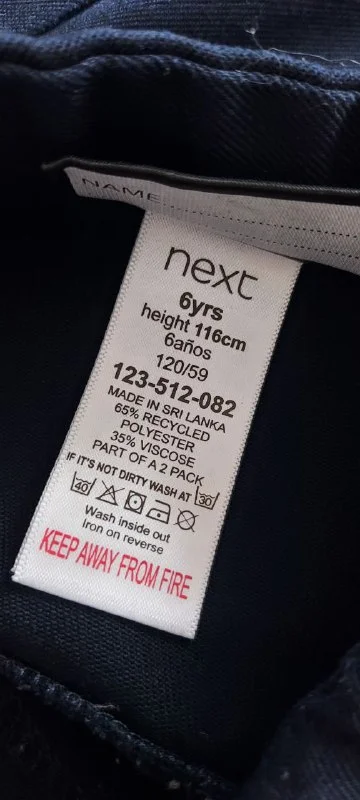 NAME
next
6yrs
height 116cm
6años
120/59
123-512-082
MADE IN SRI LANKA
65% RECYCLED
POLYESTER
35% VISCOSE
PART OF A 2 PACK
IF IT'S NOT DIRTY WASH AT 30
40
Wash inside out
Iron on reverse
KEEP AWAY FROM FIRE